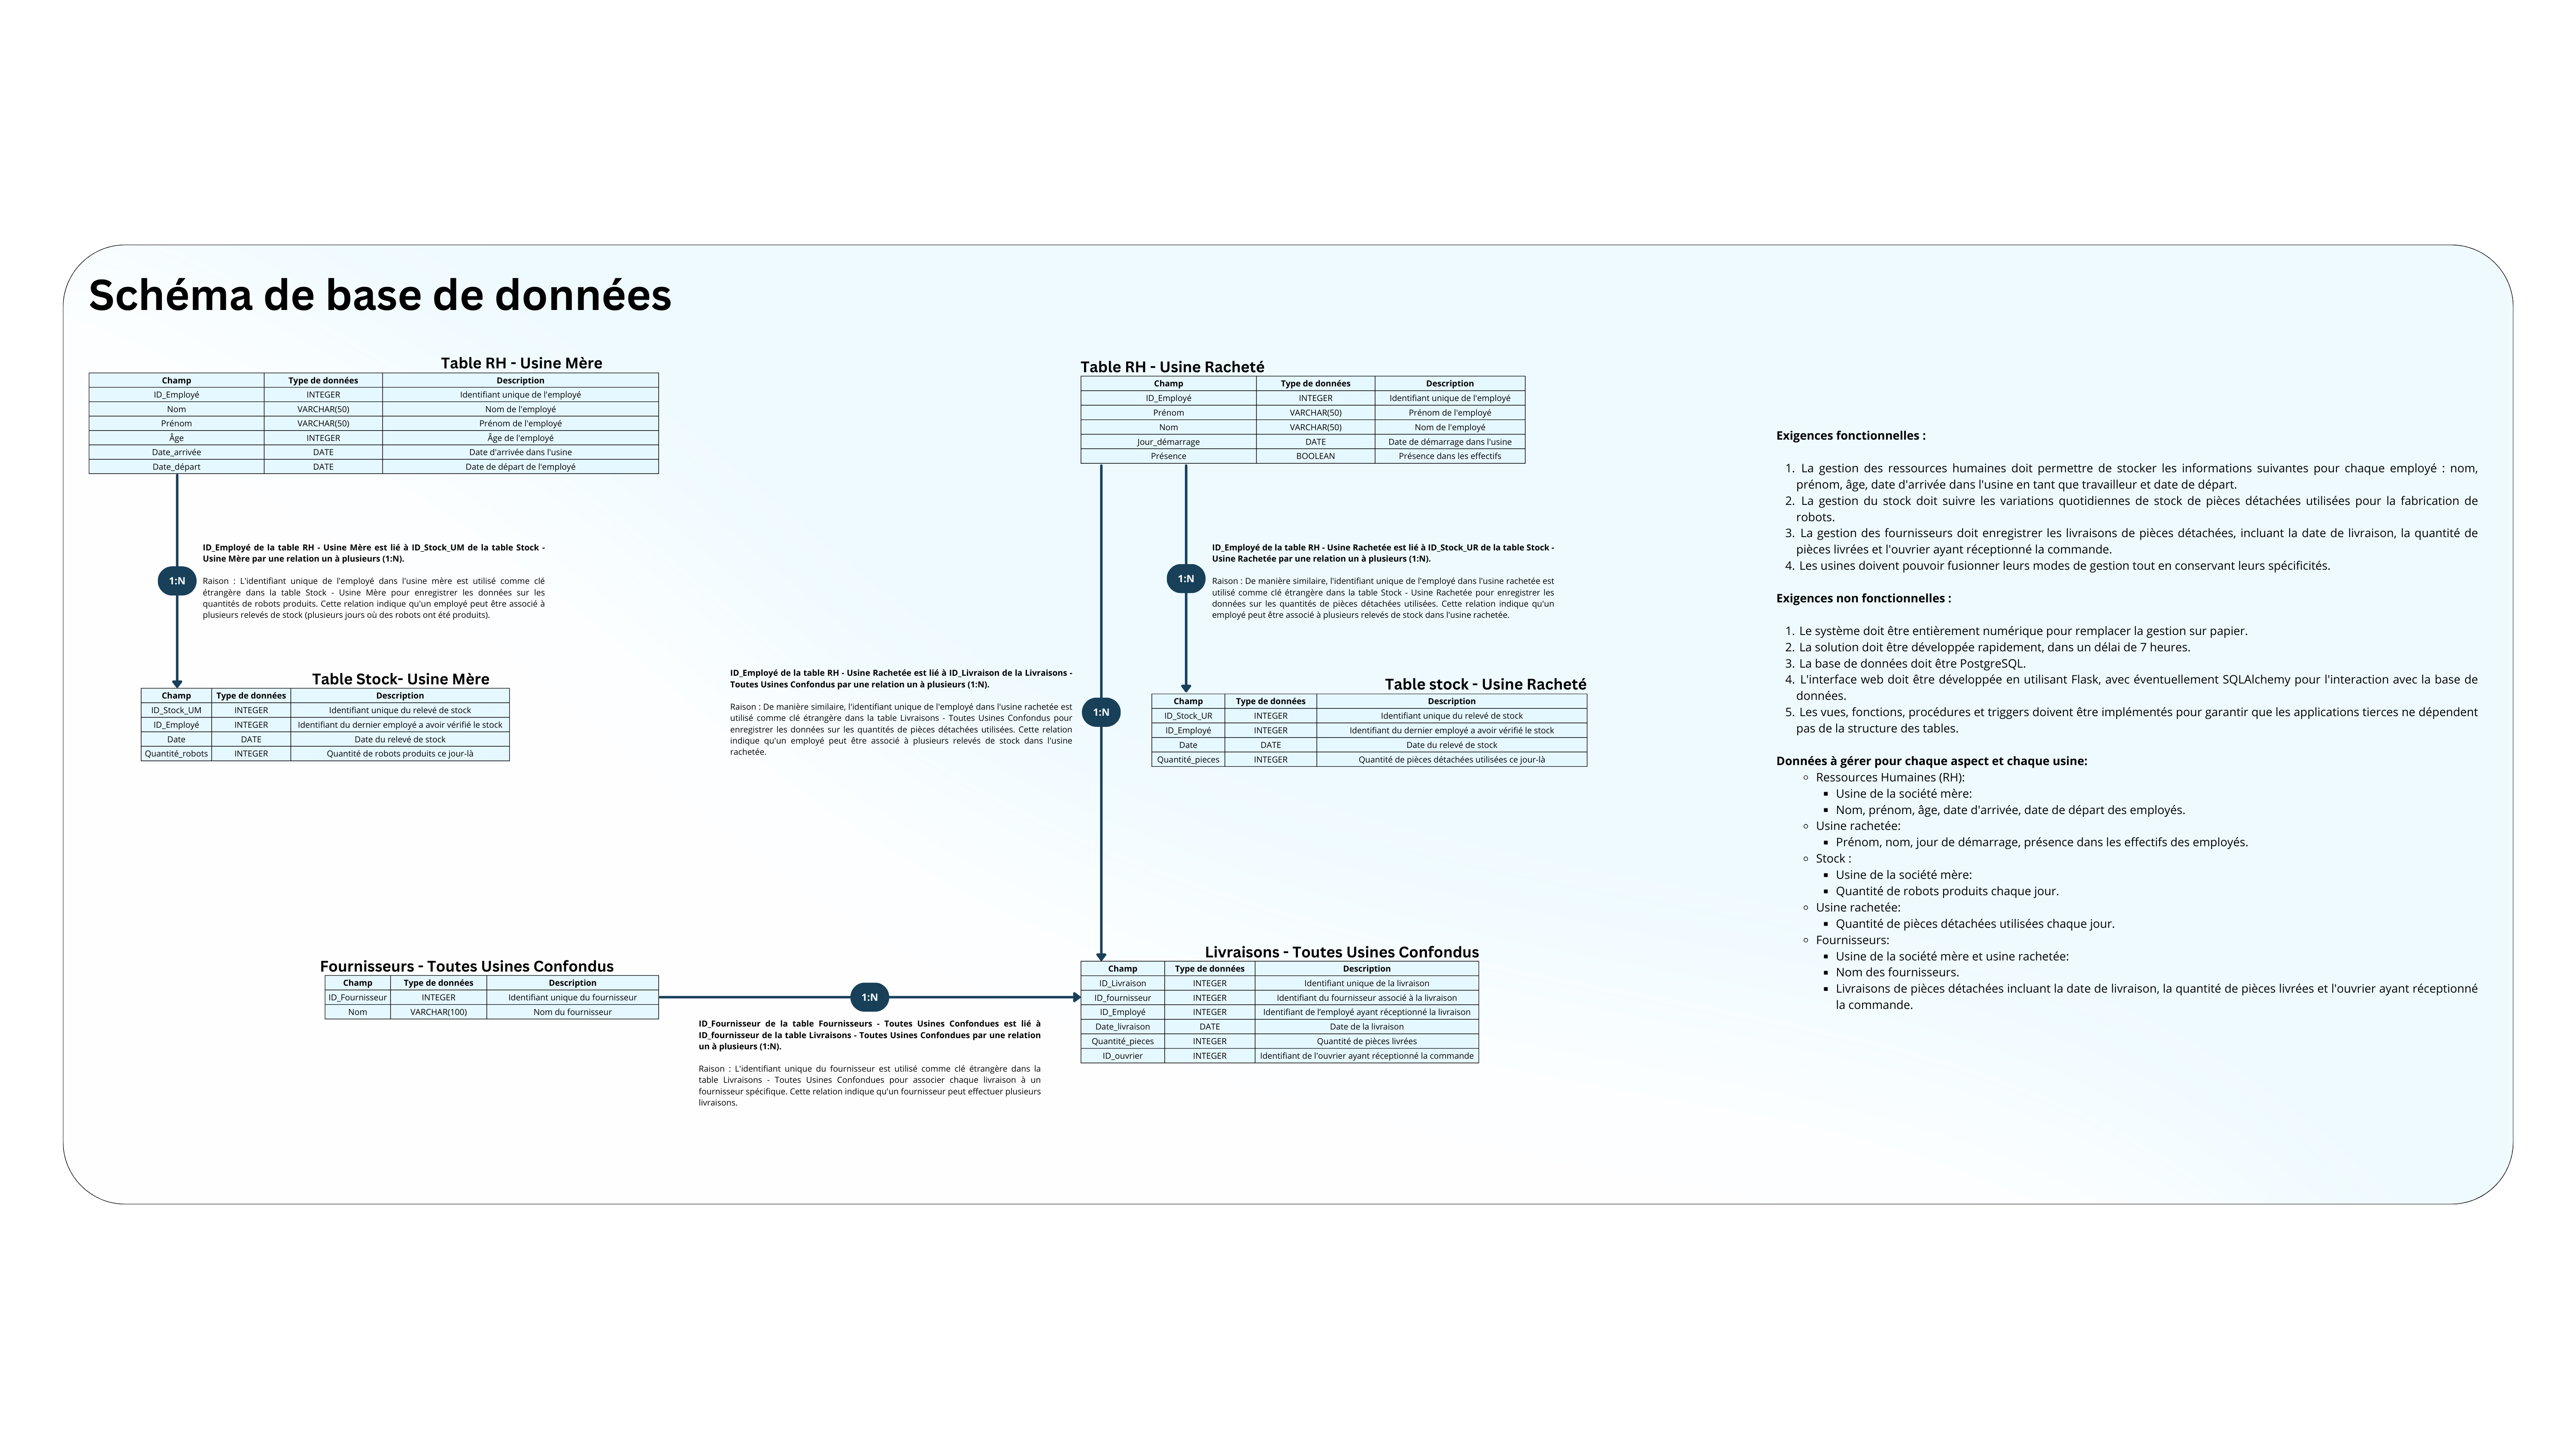 Schéma de base de données
Table RH - Usine Mère
Champ Type de données Description
ID_Employé INTEGER Identifiant unique de l'employé
Nom VARCHAR(50) Nom de l'employé
Prénom VARCHAR(50) Prénom de l'employé
Âge INTEGER Âge de l'employé
Date_arrivée DATE Date d'arrivée dans l'usine
Date_départ DATE Date de départ de l'employé
1:N
ID_Employé de la table RH - Usine Mère est lié à ID_Stock_UM de la table Stock -
Usine Mère par une relation un à plusieurs (1:N).
Raison : L'identifiant unique de l'employé dans l'usine mère est utilisé comme clé
étrangère dans la table Stock - Usine Mère pour enregistrer les données sur les
quantités de robots produits. Cette relation indique qu'un employé peut être associé à
plusieurs relevés de stock (plusieurs jours où des robots ont été produits).
Table Stock- Usine Mère
Champ Type de données Description
ID_Stock_UM INTEGER Identifiant unique du relevé de stock
ID_Employé INTEGER Identifiant du dernier employé a avoir vérifié le stock
Date DATE Date du relevé de stock
Quantité_robots INTEGER Quantité de robots produits ce jour-là
Table RH - Usine Racheté
Champ Type de données Description
ID_Employé INTEGER Identifiant unique de l'employé
Prénom VARCHAR(50) Prénom de l'employé
Nom VARCHAR(50) Nom de l'employé
Jour_démarrage DATE Date de démarrage dans l'usine
Présence BOOLEAN Présence dans les effectifs
1:N
ID_Employé de la table RH - Usine Rachetée est lié à ID_Stock_UR de la table Stock -
Usine Rachetée par une relation un à plusieurs (1:N).
Raison : De manière similaire, l'identifiant unique de l'employé dans l'usine rachetée est
utilisé comme clé étrangère dans la table Stock - Usine Rachetée pour enregistrer les
données sur les quantités de pièces détachées utilisées. Cette relation indique qu'un
employé peut être associé à plusieurs relevés de stock dans l'usine rachetée.
ID_Employé de la table RH - Usine Rachetée est lié à ID_Livraison de la Livraisons -
Toutes Usines Confondus par une relation un à plusieurs (1:N).
Raison : De manière similaire, l'identifiant unique de l'employé dans l'usine rachetée est
utilisé comme clé étrangère dans la table Livraisons - Toutes Usines Confondus pour
enregistrer les données sur les quantités de pièces détachées utilisées. Cette relation
indique qu'un employé peut être associé à plusieurs relevés de stock dans l'usine
rachetée.
1:N
Table stock - Usine Racheté
Champ Type de données Description
ID_Stock_UR INTEGER Identifiant unique du relevé de stock
ID_Employé INTEGER Identifiant du dernier employé a avoir vérifié le stock
Date DATE Date du relevé de stock
Quantité_pieces INTEGER Quantité de pièces détachées utilisées ce jour-là
Fournisseurs - Toutes Usines Confondus
Champ Type de données Description
ID_Fournisseur INTEGER Identifiant unique du fournisseur
Nom VARCHAR(100) Nom du fournisseur
1:N
ID_Fournisseur de la table Fournisseurs - Toutes Usines Confondues est lié à
ID_fournisseur de la table Livraisons - Toutes Usines Confondues par une relation
un à plusieurs (1:N).
Raison : L'identifiant unique du fournisseur est utilisé comme clé étrangère dans la
table Livraisons - Toutes Usines Confondues pour associer chaque livraison à un
fournisseur spécifique. Cette relation indique qu'un fournisseur peut effectuer plusieurs
livraisons.
Livraisons - Toutes Usines Confondus
Champ Type de données Description
ID_Livraison INTEGER Identifiant unique de la livraison
ID_fournisseur INTEGER Identifiant du fournisseur associé à la livraison
ID_Employé INTEGER Identifiant de l’employé ayant réceptionné la livraison
Date_livraison DATE Date de la livraison
Quantité_pieces INTEGER Quantité de pièces livrées
ID_ouvrier INTEGER Identifiant de l'ouvrier ayant réceptionné la commande
Exigences fonctionnelles :
1. La gestion des ressources humaines doit permettre de stocker les informations suivantes pour chaque employé : nom,
prénom, âge, date d'arrivée dans l'usine en tant que travailleur et date de départ.
2. La gestion du stock doit suivre les variations quotidiennes de stock de pièces détachées utilisées pour la fabrication de
robots.
3. La gestion des fournisseurs doit enregistrer les livraisons de pièces détachées, incluant la date de livraison, la quantité de
pièces livrées et l'ouvrier ayant réceptionné la commande.
4. Les usines doivent pouvoir fusionner leurs modes de gestion tout en conservant leurs spécificités.
Exigences non fonctionnelles :
1. Le système doit être entièrement numérique pour remplacer la gestion sur papier.
2. La solution doit être développée rapidement, dans un délai de 7 heures.
3. La base de données doit être PostgreSQL.
4. L'interface web doit être développée en utilisant Flask, avec éventuellement SQLAlchemy pour l'interaction avec la base de
données.
5. Les vues, fonctions, procédures et triggers doivent être implémentés pour garantir que les applications tierces ne dépendent
pas de la structure des tables.
Données à gérer pour chaque aspect et chaque usine:
◦ Ressources Humaines (RH):
▪ Usine de la société mère:
▪ Nom, prénom, âge, date d'arrivée, date de départ des employés.
◦ Usine rachetée:
▪ Prénom, nom, jour de démarrage, présence dans les effectifs des employés.
◦ Stock :
▪ Usine de la société mère:
▪ Quantité de robots produits chaque jour.
◦ Usine rachetée:
▪ Quantité de pièces détachées utilisées chaque jour.
◦ Fournisseurs:
▪ Usine de la société mère et usine rachetée:
▪ Nom des fournisseurs.
▪ Livraisons de pièces détachées incluant la date de livraison, la quantité de pièces livrées et l'ouvrier ayant réceptionné
la commande.